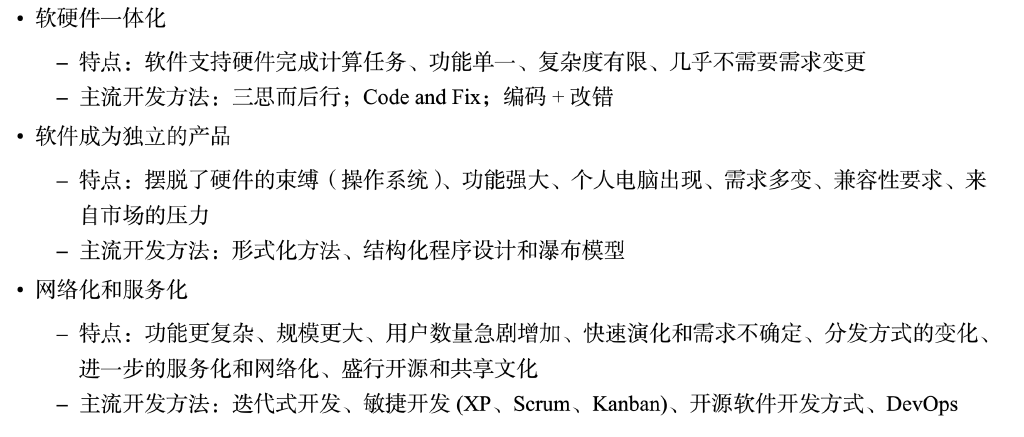 • 软硬件一体化
– 特点：软件支持硬件完成计算任务、功能单一、复杂度有限、几乎不需要需求变更
– 主流开发方法：三思而后行；Code and Fix；编码 + 改错
• 软件成为独立的产品
– 特点：摆脱了硬件的束缚（操作系统）、功能强大、个人电脑出现、需求多变、兼容性要求、来
自市场的压力
– 主流开发方法：形式化方法、结构化程序设计和瀑布模型
• 网络化和服务化
– 特点：功能更复杂、规模更大、用户数量急剧增加、快速演化和需求不确定、分发方式的变化、
进一步的服务化和网络化、盛行开源和共享文化
– 主流开发方法：迭代式开发、敏捷开发 (XP、Scrum、Kanban)、开源软件开发方式、DevOps